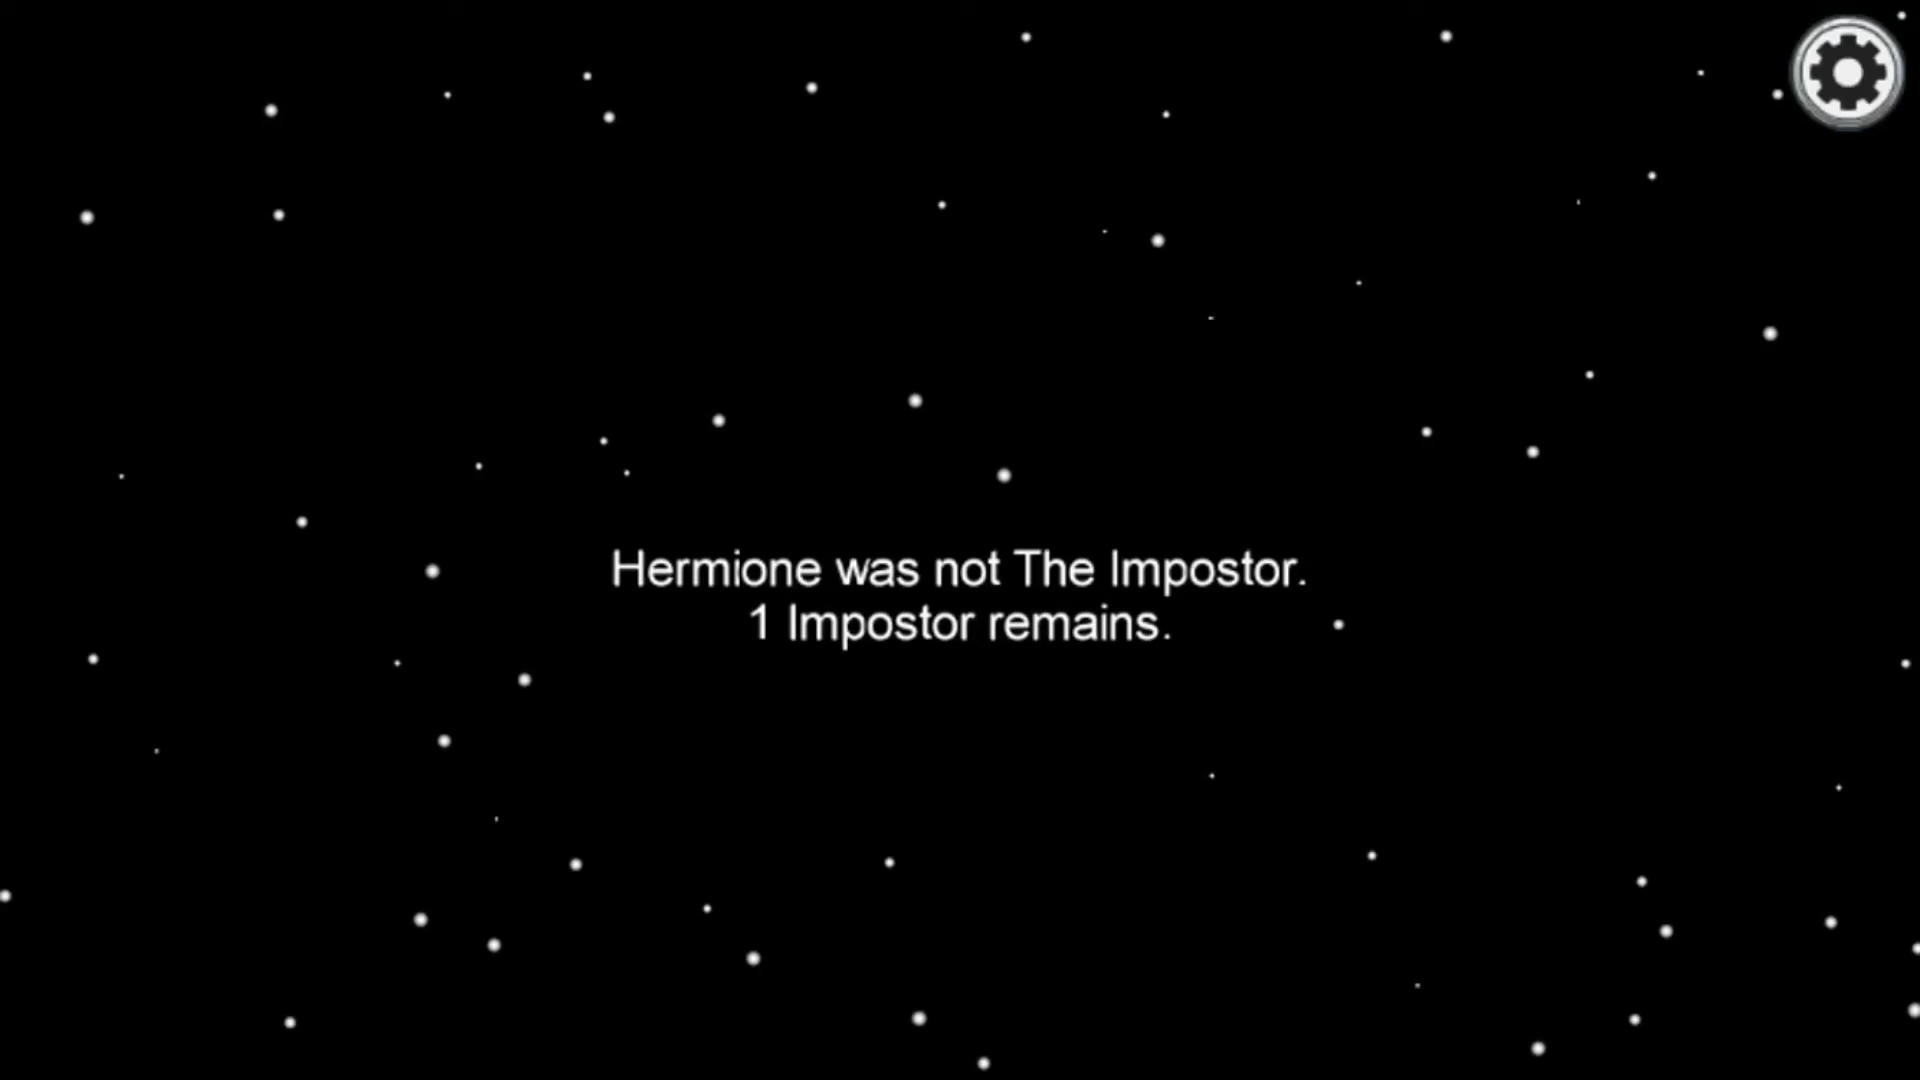 Hermione was not The Impostor.
1 Impostor remains.